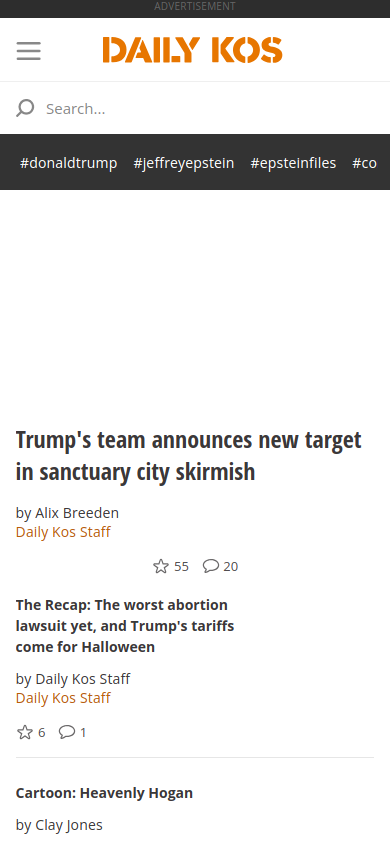 ADVERTISEMENT
DAILY KOS
Search...
#donaldtrump #jeffreyepstein #epsteinfiles #co
Trump's team announces new target
in sanctuary city skirmish
by Alix Breeden
Daily Kos Staff
55 20
The Recap: The worst abortion
lawsuit yet, and Trump's tariffs
come for Halloween
by Daily Kos Staff
Daily Kos Staff
6 1
Cartoon: Heavenly Hogan
by Clay Jones